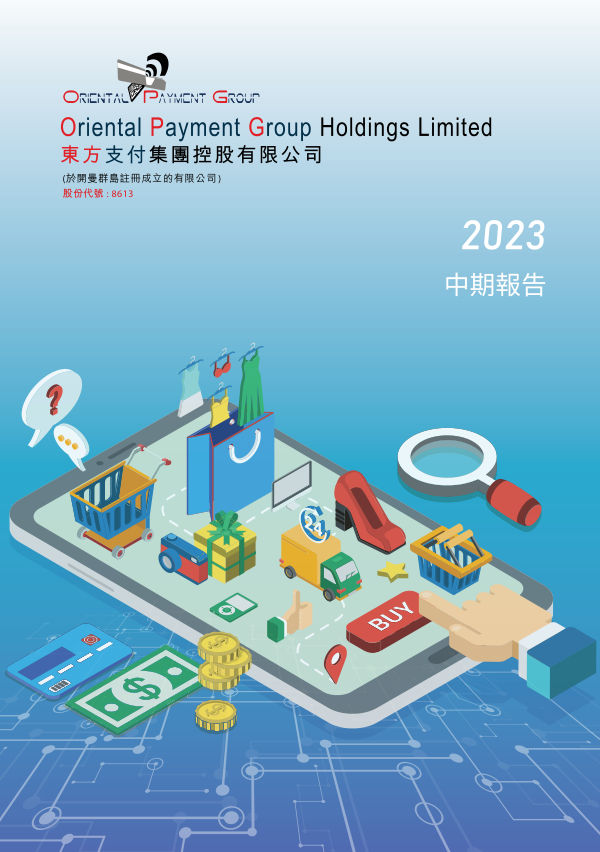 ORIENTAL PAYMENT GROUP
Oriental Payment Group Holdings Limited
東方支付集團控股有限公司
(於開曼群島註冊成立的有限公司)
股份代號 : 8613
2023
中期報告
?
24
BUY
$